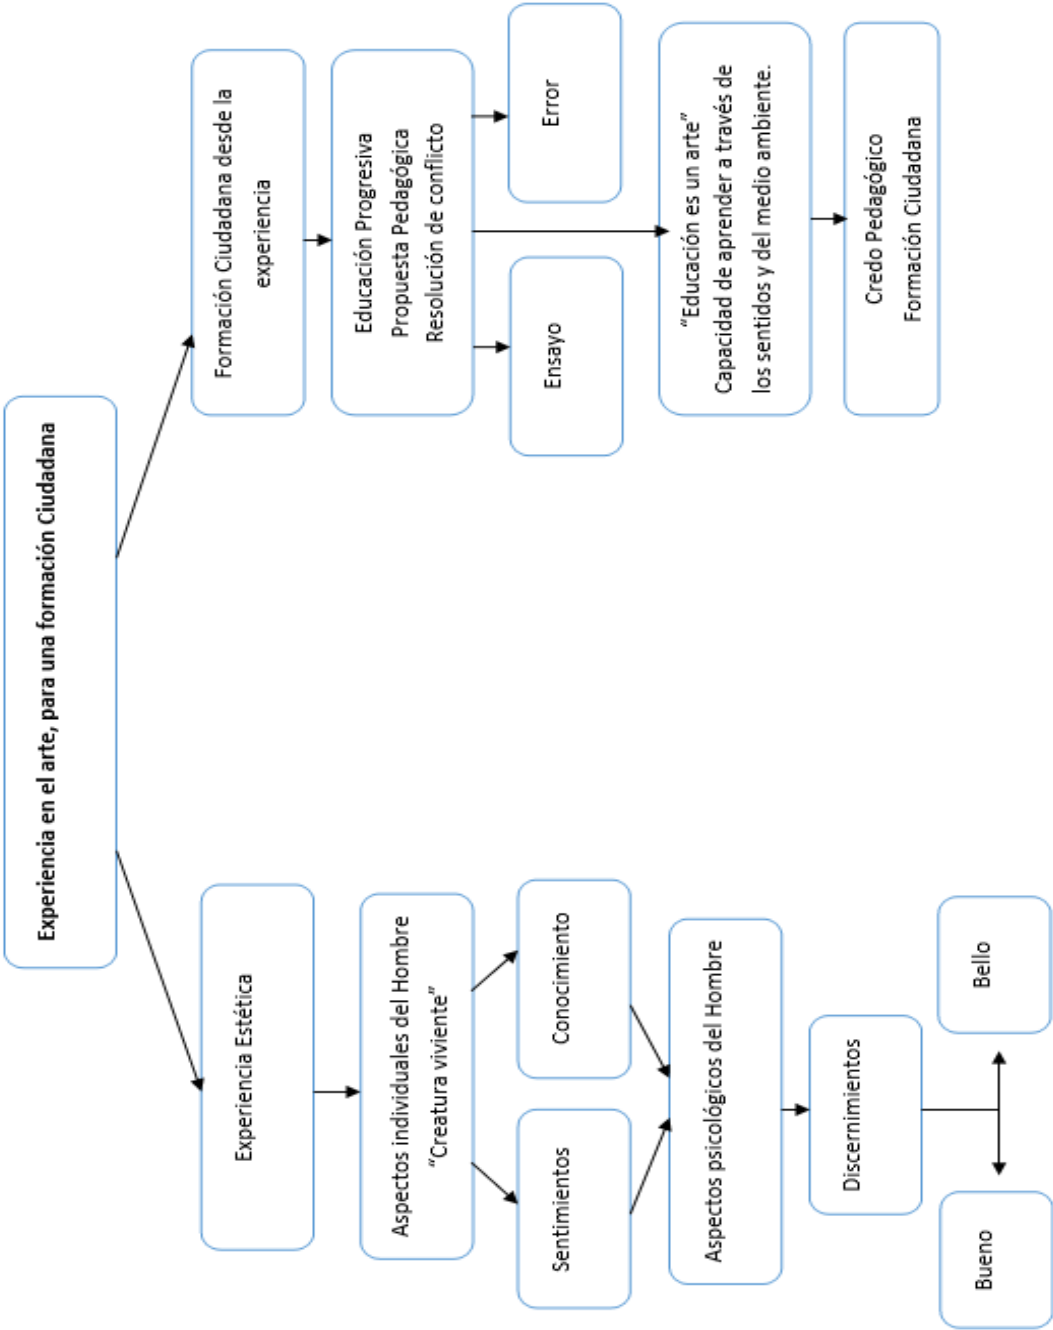 Experiencia en el arte, para una formación Ciudadana
Experiencia Estética
Aspectos individuales del Hombre
“Creatura viviente”
Sentimientos
Conocimiento
Aspectos psicológicos del Hombre
Discernimientos
Bueno
Bello
Formación Ciudadana desde la
experiencia
Educación Progresiva
Propuesta Pedagógica
Resolución de conflicto
Ensayo
Error
“Educación es un arte”
Capacidad de aprender a través de
los sentidos y del medio ambiente.
Credo Pedagógico
Formación Ciudadana